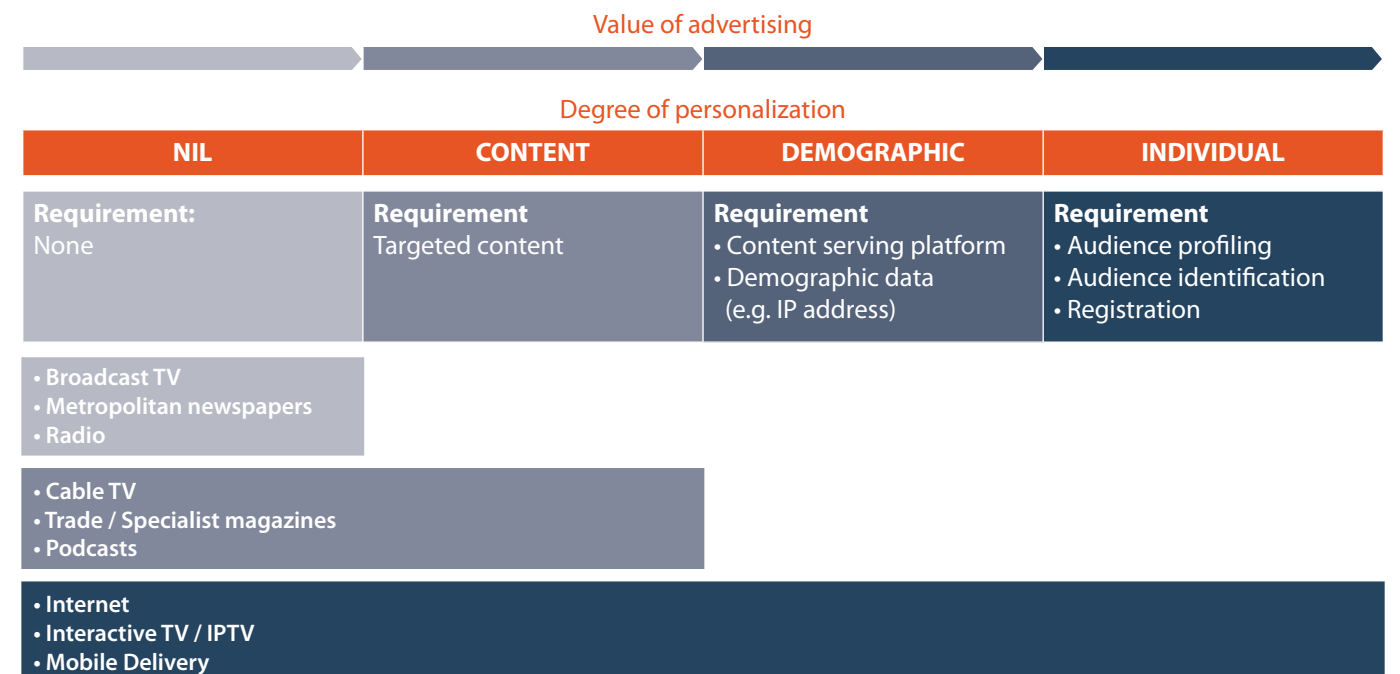 Value of advertising
Degree of personalization
NIL
CONTENT
DEMOGRAPHIC
INDIVIDUAL
Requirement:
None
Requirement
Targeted content
Requirement
• Content serving platform
• Demographic data
(e.g. IP address)
Requirement
• Audience profiling
• Audience identification
• Registration
• Broadcast TV
• Metropolitan newspapers
• Radio
• Cable TV
• Trade / Specialist magazines
• Podcasts
• Internet
• Interactive TV / IPTV
• Mobile Delivery